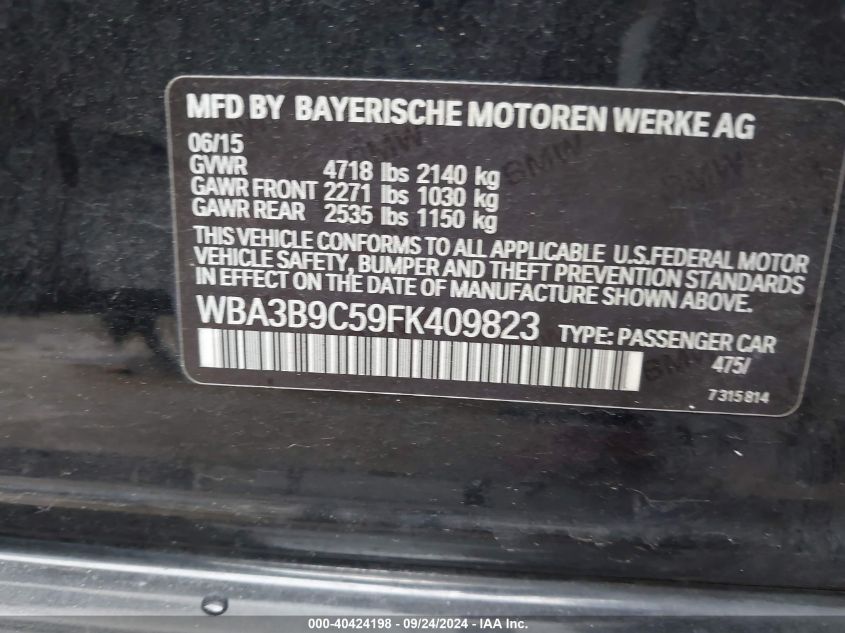 MFD BY BAYERISCHE MOTOREN WERKE AG
06/15
GVWR 4718 lbs 2140 kg
GAWR FRONT 2271 lbs 1030 kg
GAWR REAR 2535 lbs 1150 kg
THIS VEHICLE CONFORMS TO ALL APPLICABLE U.S.FEDERAL MOTOR
VEHICLE SAFETY, BUMPER AND THEFT PREVENTION STANDARDS
IN EFFECT ON THE DATE OF MANUFACTURE SHOWN ABOVE.
WBA3B9C59FK409823 TYPE: PASSENGER CAR
475/
7315814
000-40424198 - 09/24/2024 - IAA Inc.